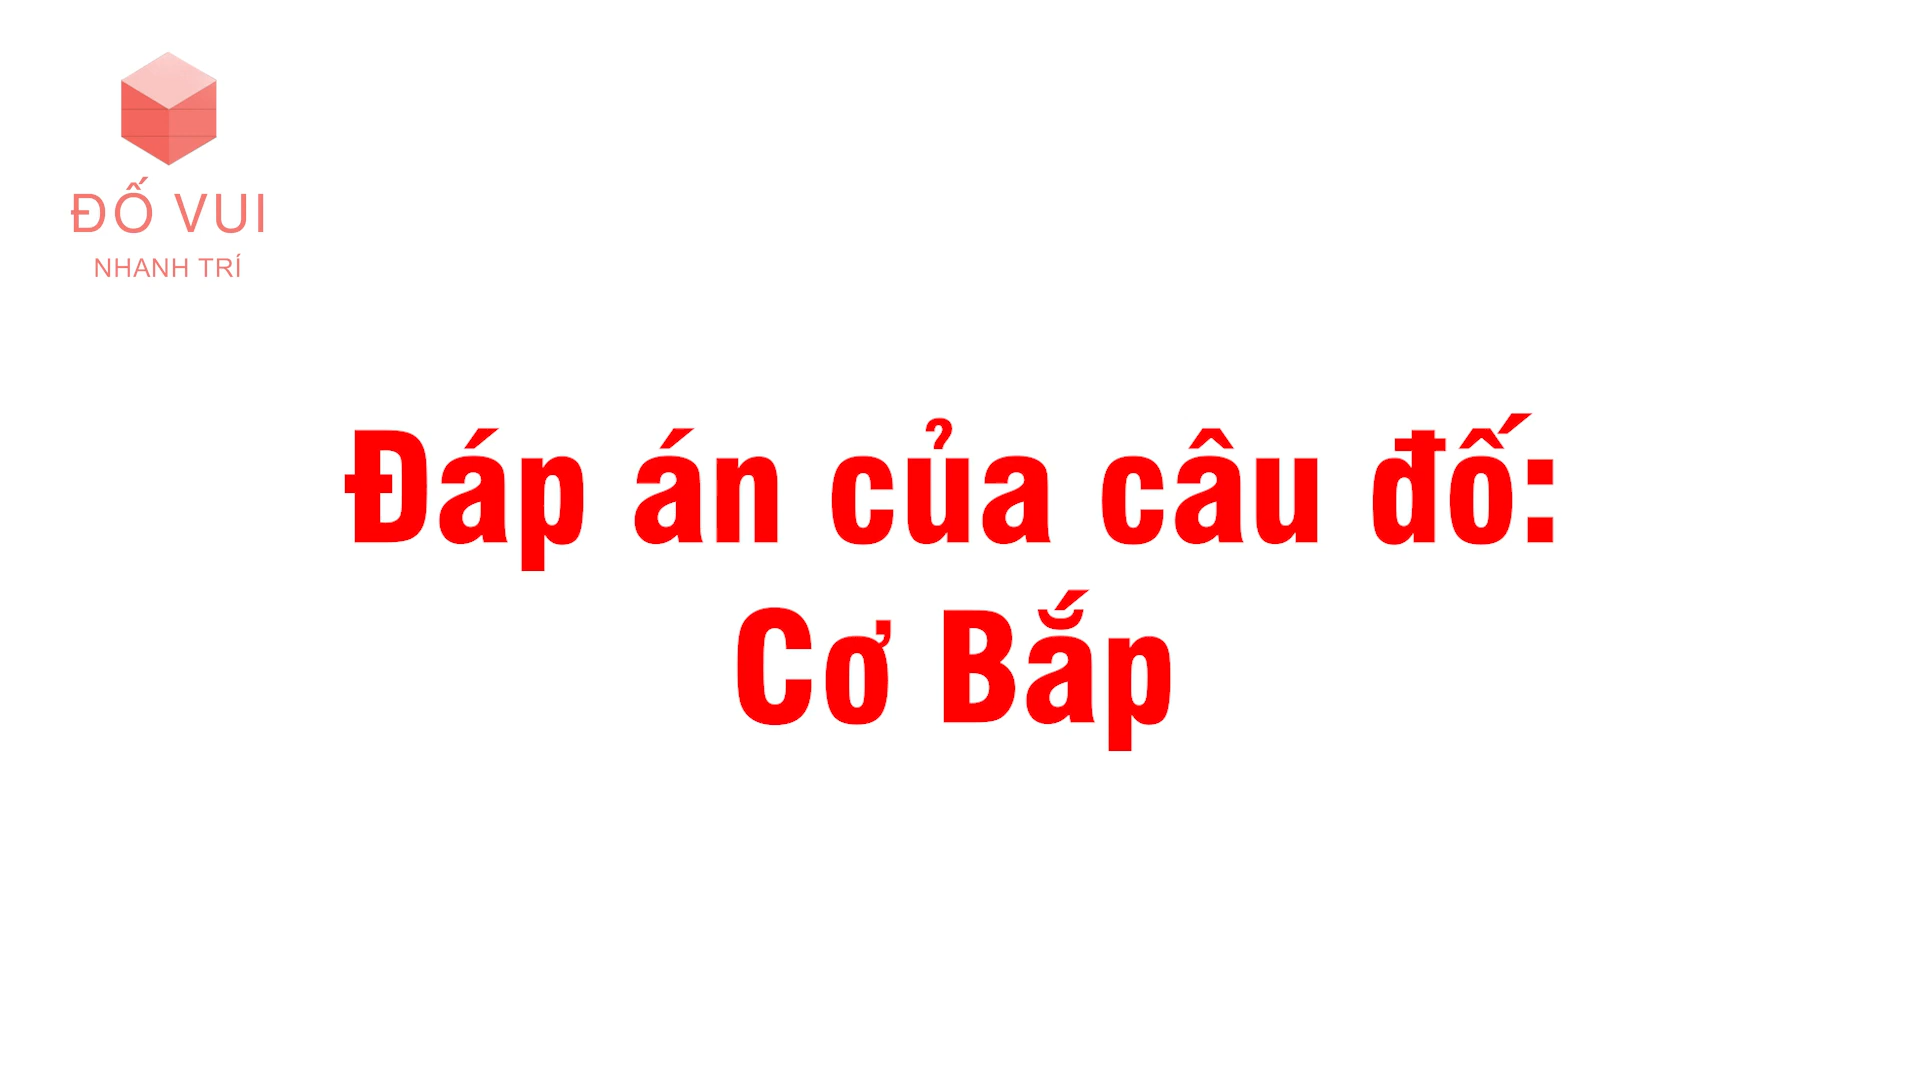 ĐỐ VUI
NHANH TRÍ
Đáp án của câu đố:
Cơ Bắp